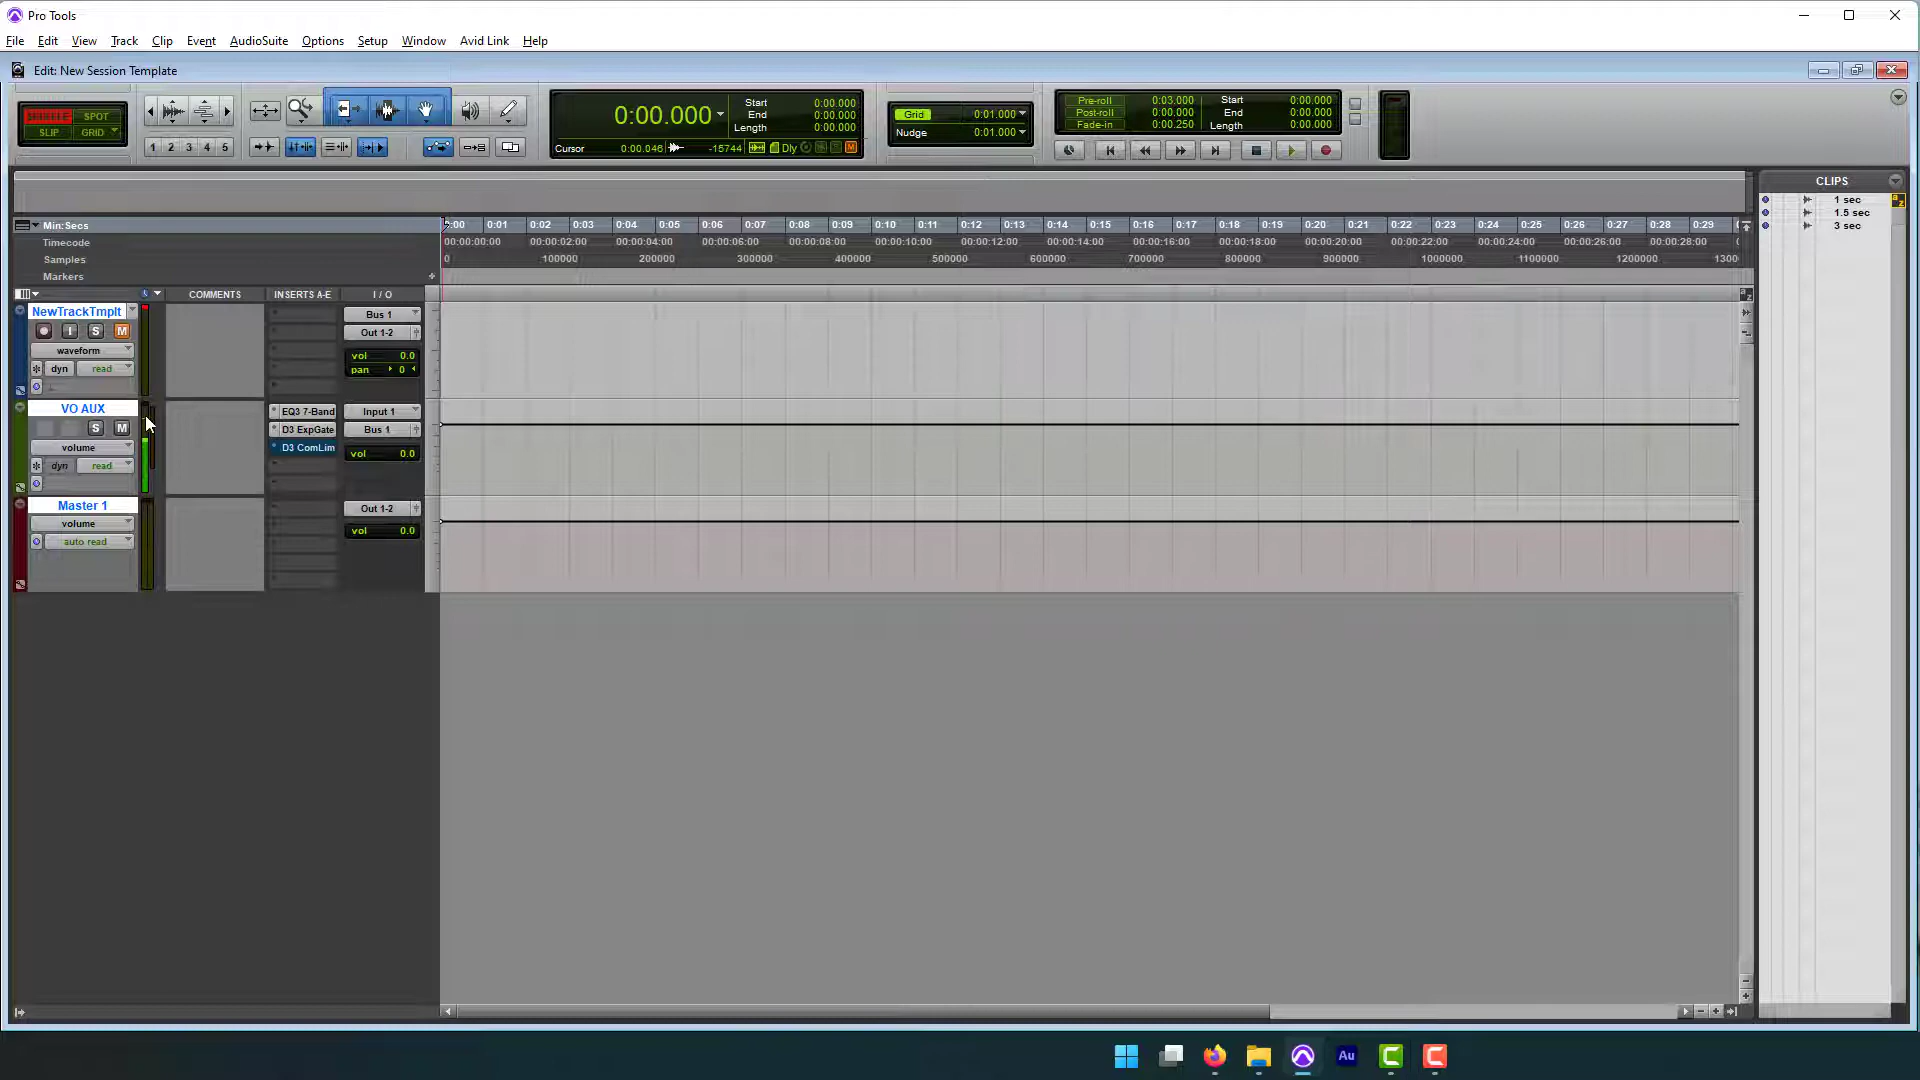 Pro Tools
File Edit View Track Clip Event AudioSuite Options Setup Window Avid Link Help
Edit: New Session Template
SPOT
SLIP GRID
1 2 3 4 5
0:00.000
Start 0:00.000
End 0:00.000
Length 0:00.000
Cursor 0:00.046 -15744 Dly M
Grid 0:01.000
Nudge 0:01.000
Pre-roll 0:03.000
Post-roll 0:00.000
Fade-in 0:00.250
Start 0:00.000
End 0:00.000
Length 0:00.000
CLIPS
1 sec
1.5 sec
3 sec
a z
Min:Secs :00 0:01 0:02 0:03 0:04 0:05 0:06 0:07 0:08 0:09 0:10 0:11 0:12 0:13 0:14 0:15 0:16 0:17 0:18 0:19 0:20 0:21 0:22 0:23 0:24 0:25 0:26 0:27 0:28 0:29
Timecode 00:00:00:00 00:00:02:00 00:00:04:00 00:00:06:00 00:00:08:00 00:00:10:00 00:00:12:00 00:00:14:00 00:00:16:00 00:00:18:00 00:00:20:00 00:00:22:00 00:00:24:00 00:00:26:00 00:00:28:00
Samples 0 100000 200000 300000 400000 500000 600000 700000 800000 900000 1000000 1100000 1200000 1300
Markers
COMMENTS INSERTS A-E I / O
NewTrackTmplt
I S M
waveform
dyn read
Bus 1
Out 1-2
vol 0.0
pan 0
VO AUX
S M
volume
dyn read
EQ3 7-Band
D3 ExpGate
D3 ComLim
Input 1
Bus 1
vol 0.0
Master 1
volume
auto read
Out 1-2
vol 0.0
Au